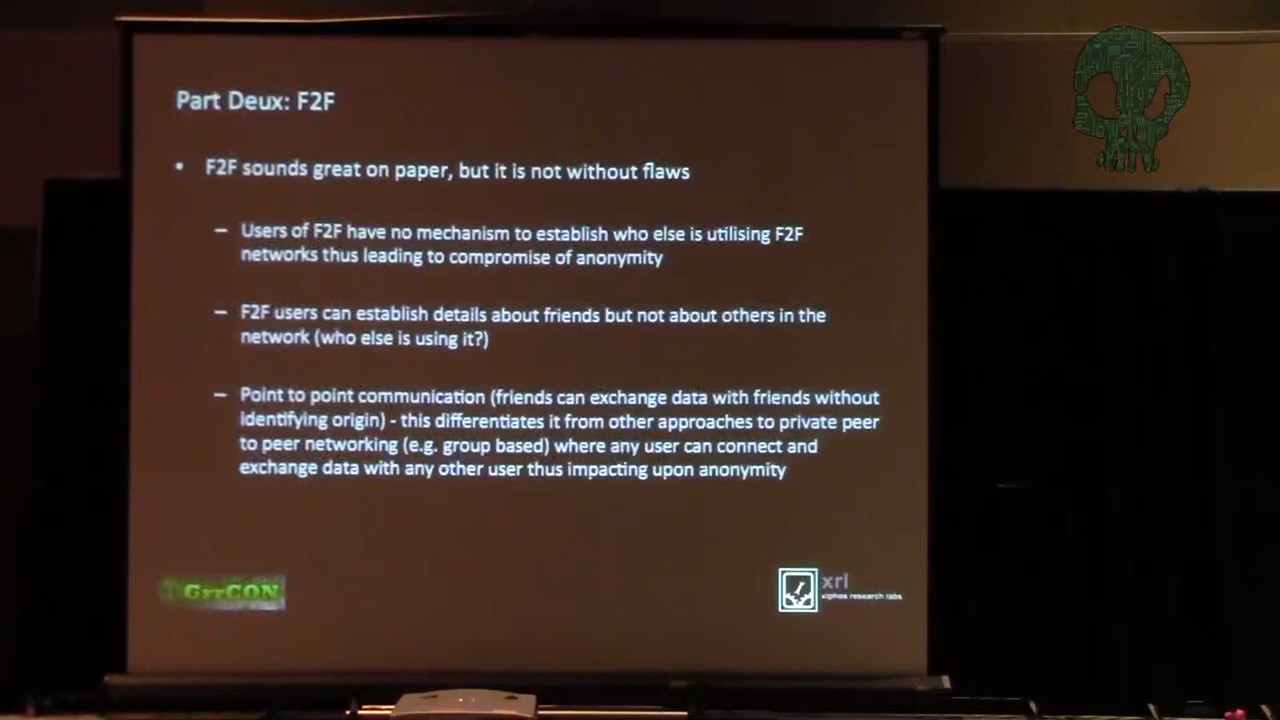 Part Deux: F2F
• F2F sounds great on paper, but it is not without flaws
– Users of F2F have no mechanism to establish who else is utilising F2F
networks thus leading to compromise of anonymity
– F2F users can establish details about friends but not about others in the
network (who else is using it?)
– Point to point communication (friends can exchange data with friends without
identifying origin) - this differentiates it from other approaches to private peer
to peer networking (e.g. group based) where any user can connect and
exchange data with any other user thus impacting upon anonymity
GrrCON
xrl
xiphos research labs